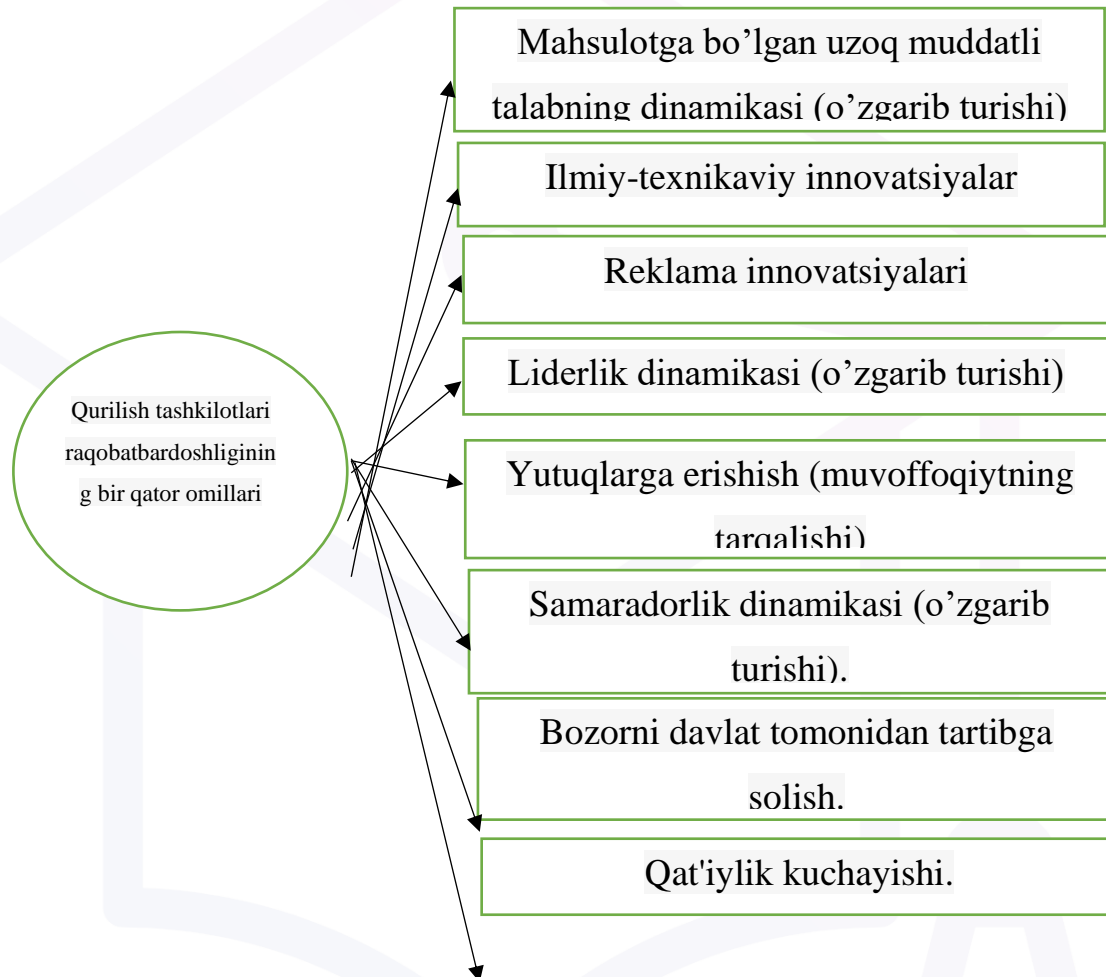 Mahsulotga bo’lgan uzoq muddatli
talabning dinamikasi (o’zgarib turishi)
Ilmiy-texnikaviy innovatsiyalar
Reklama innovatsiyalari
Liderlik dinamikasi (o’zgarib turishi)
Qurilish tashkilotlari
raqobatbardoshliginin
g bir qator omillari
Yutuqlarga erishish (muvoffoqiytning
tarqalishi)
Samaradorlik dinamikasi (o’zgarib
turishi).
Bozorni davlat tomonidan tartibga
solish.
Qat'iylik kuchayishi.